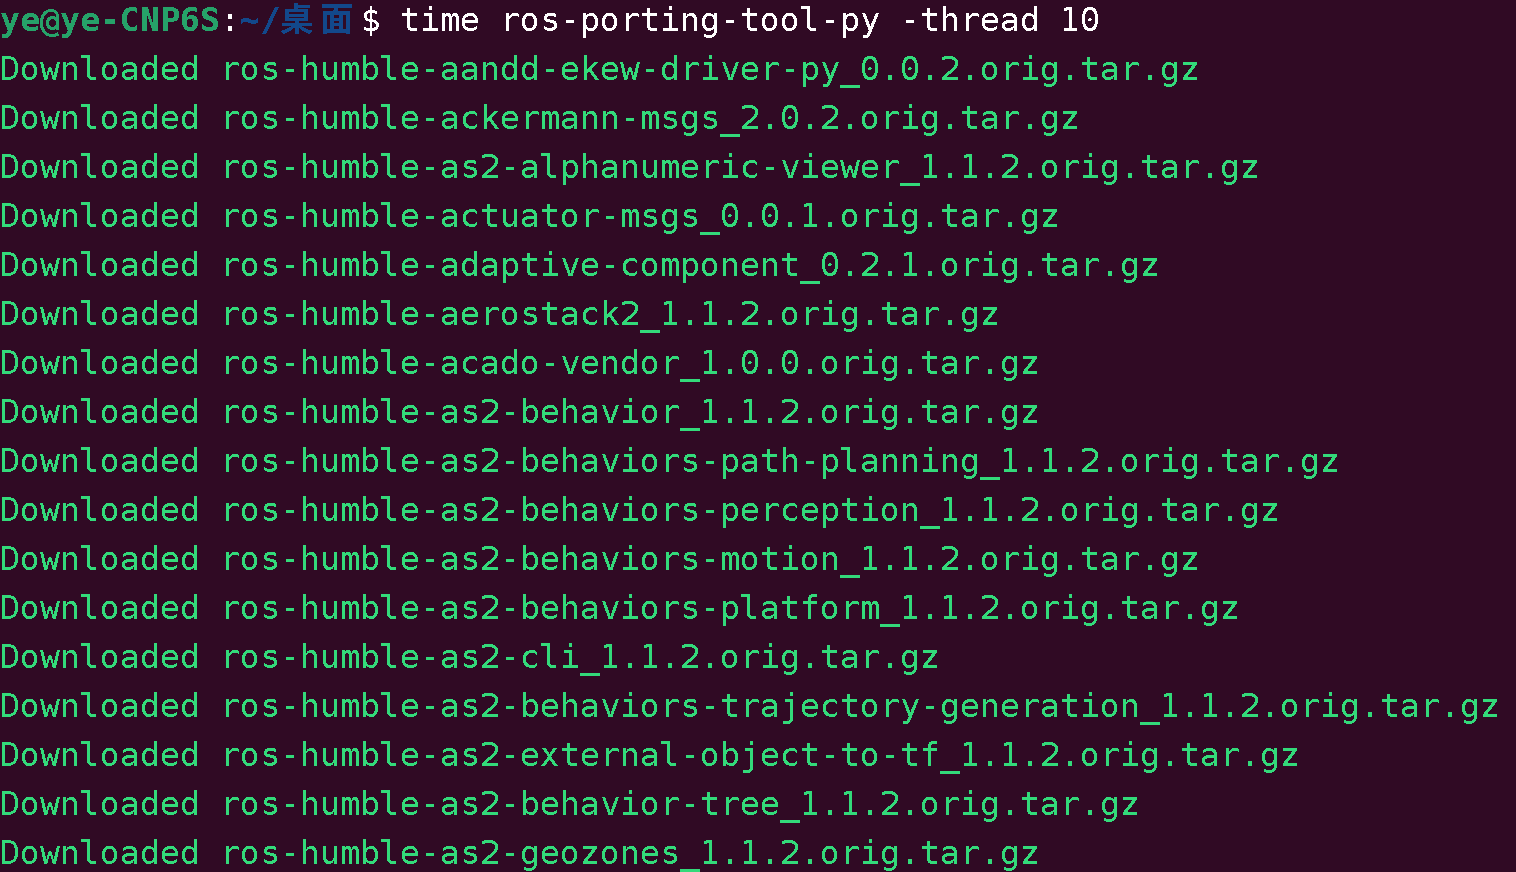 ye@ye-CNP6S:~/桌面$ time ros-porting-tool-py -thread 10
Downloaded ros-humble-aandd-ekew-driver-py_0.0.2.orig.tar.gz
Downloaded ros-humble-ackermann-msgs_2.0.2.orig.tar.gz
Downloaded ros-humble-as2-alphanumeric-viewer_1.1.2.orig.tar.gz
Downloaded ros-humble-actuator-msgs_0.0.1.orig.tar.gz
Downloaded ros-humble-adaptive-component_0.2.1.orig.tar.gz
Downloaded ros-humble-aerostack2_1.1.2.orig.tar.gz
Downloaded ros-humble-acado-vendor_1.0.0.orig.tar.gz
Downloaded ros-humble-as2-behavior_1.1.2.orig.tar.gz
Downloaded ros-humble-as2-behaviors-path-planning_1.1.2.orig.tar.gz
Downloaded ros-humble-as2-behaviors-perception_1.1.2.orig.tar.gz
Downloaded ros-humble-as2-behaviors-motion_1.1.2.orig.tar.gz
Downloaded ros-humble-as2-behaviors-platform_1.1.2.orig.tar.gz
Downloaded ros-humble-as2-cli_1.1.2.orig.tar.gz
Downloaded ros-humble-as2-behaviors-trajectory-generation_1.1.2.orig.tar.gz
Downloaded ros-humble-as2-external-object-to-tf_1.1.2.orig.tar.gz
Downloaded ros-humble-as2-behavior-tree_1.1.2.orig.tar.gz
Downloaded ros-humble-as2-geozones_1.1.2.orig.tar.gz